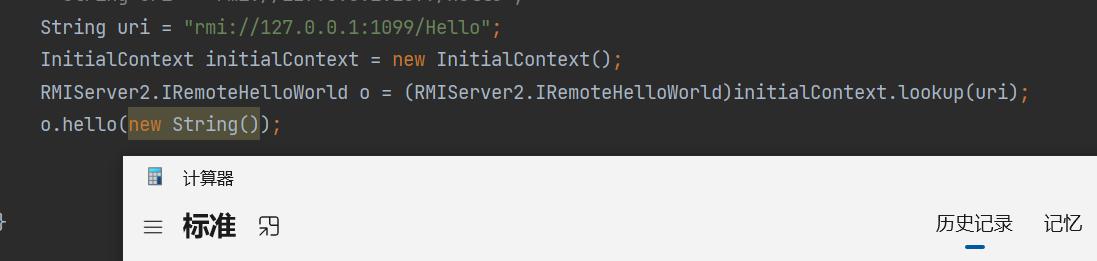 String uri = "rmi://127.0.0.1:1099/Hello";
InitialContext initialContext = new InitialContext();
RMIServer2.IRemoteHelloWorld o = (RMIServer2.IRemoteHelloWorld)initialContext.lookup(uri);
o.hello(new String());
计算器
}
标准
历史记录 记忆